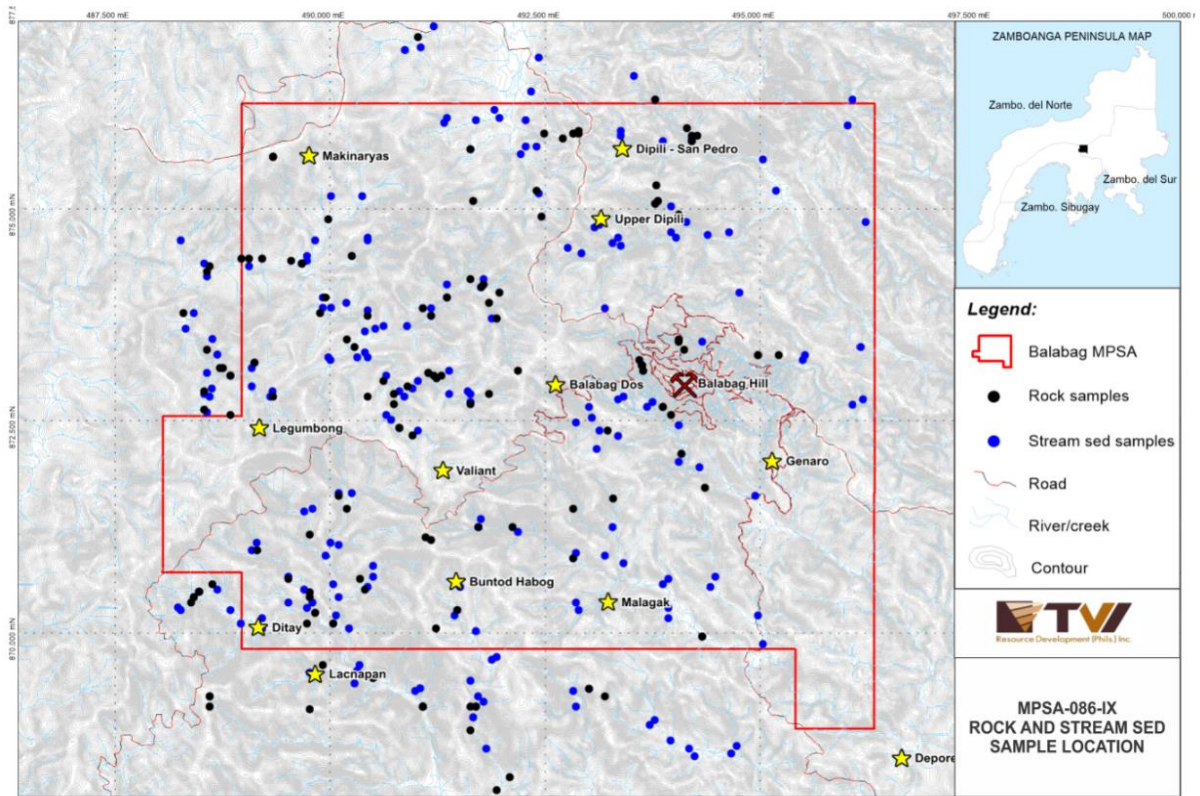 487,500 mE
490,000 mE
492,500 mE
495,000 mE
497,500 mE
875,000 mN
872,500 mN
870,000 mN
Makinaryas
Dipili - San Pedro
Upper Dipili
Balabag Dos
Balabag Hill
Legumbong
Valiant
Genaro
Buntod Habog
Malagak
Ditay
Lacnapan
Depore
ZAMBOANGA PENINSULA MAP
Zambo. del Norte
Zambo. del Sur
Zambo. Sibugay
Legend:
Balabag MPSA
Rock samples
Stream sed samples
Road
River/creek
Contour
TVI
Resource Development (Phils.) Inc.
MPSA-086-IX
ROCK AND STREAM SED
SAMPLE LOCATION